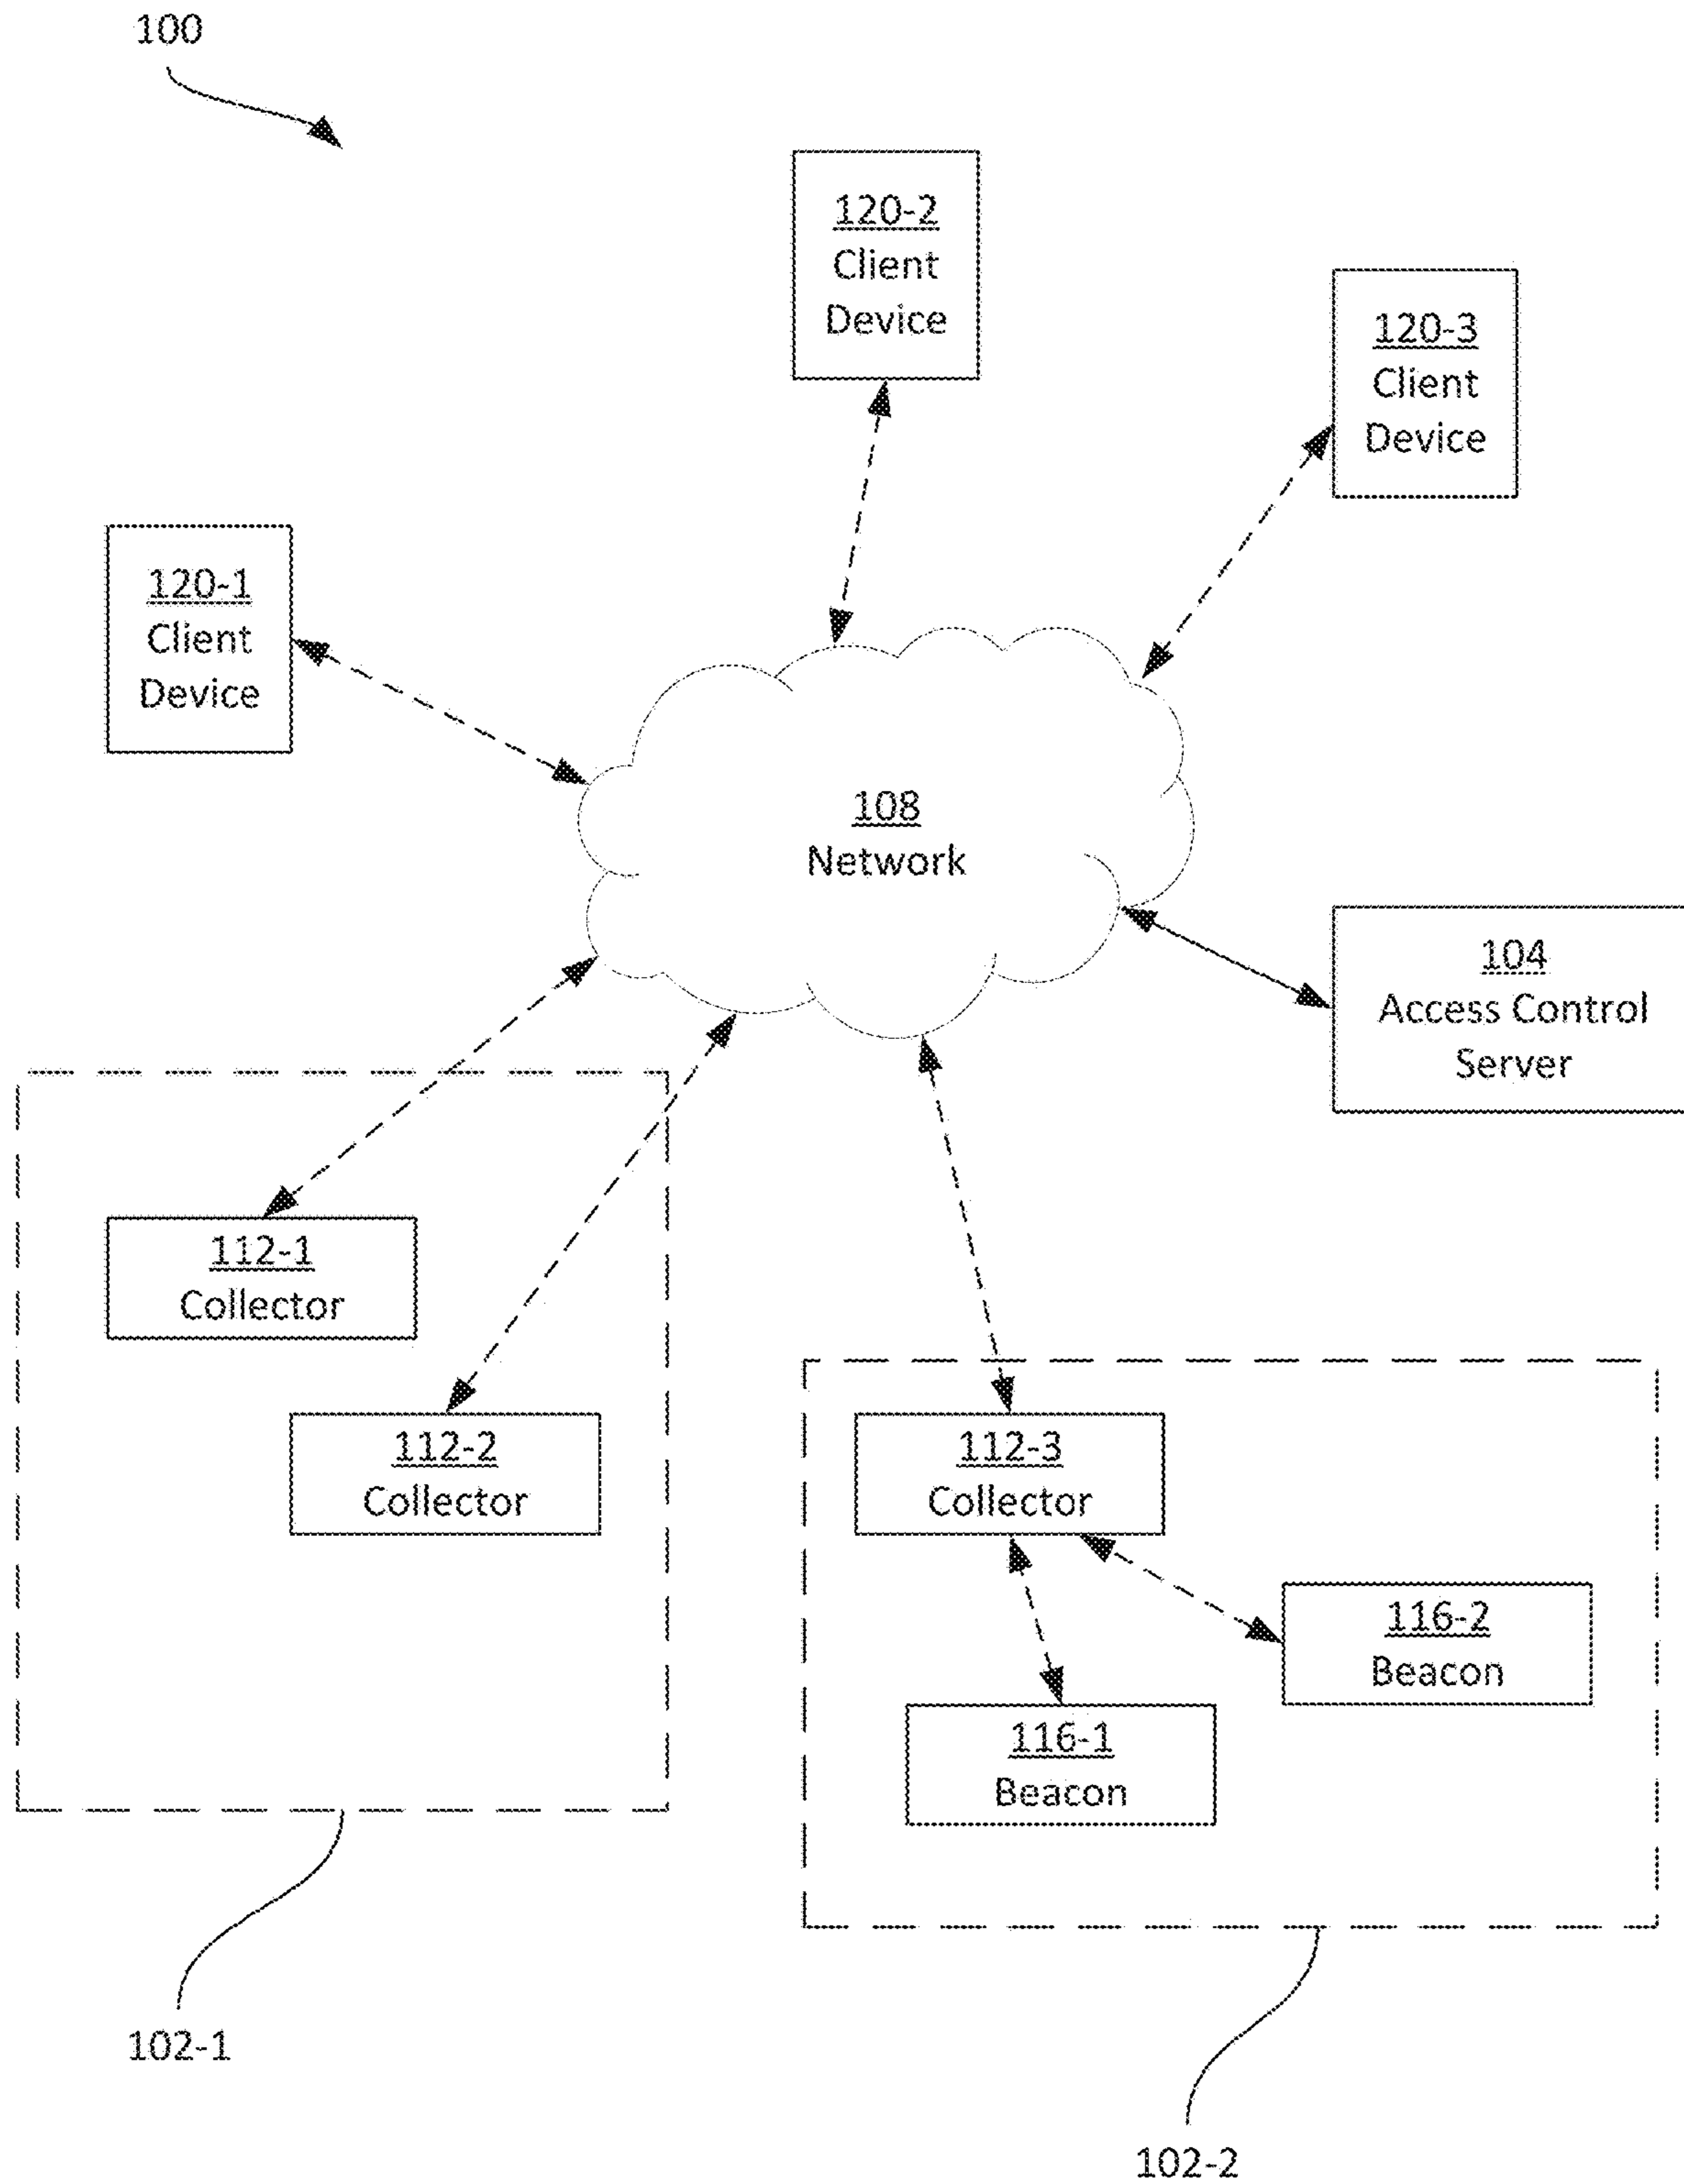 100
120-2
Client
Device
120-3
Client
Device
120-1
Client
Device
108
Network
104
Access Control
Server
112-1
Collector
112-2
Collector
112-3
Collector
116-2
Beacon
116-1
Beacon
102-1
102-2